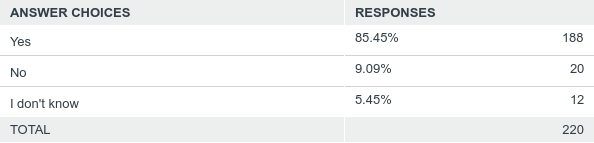 ANSWER CHOICES RESPONSES
Yes 85.45% 188
No 9.09% 20
I don't know 5.45% 12
TOTAL 220